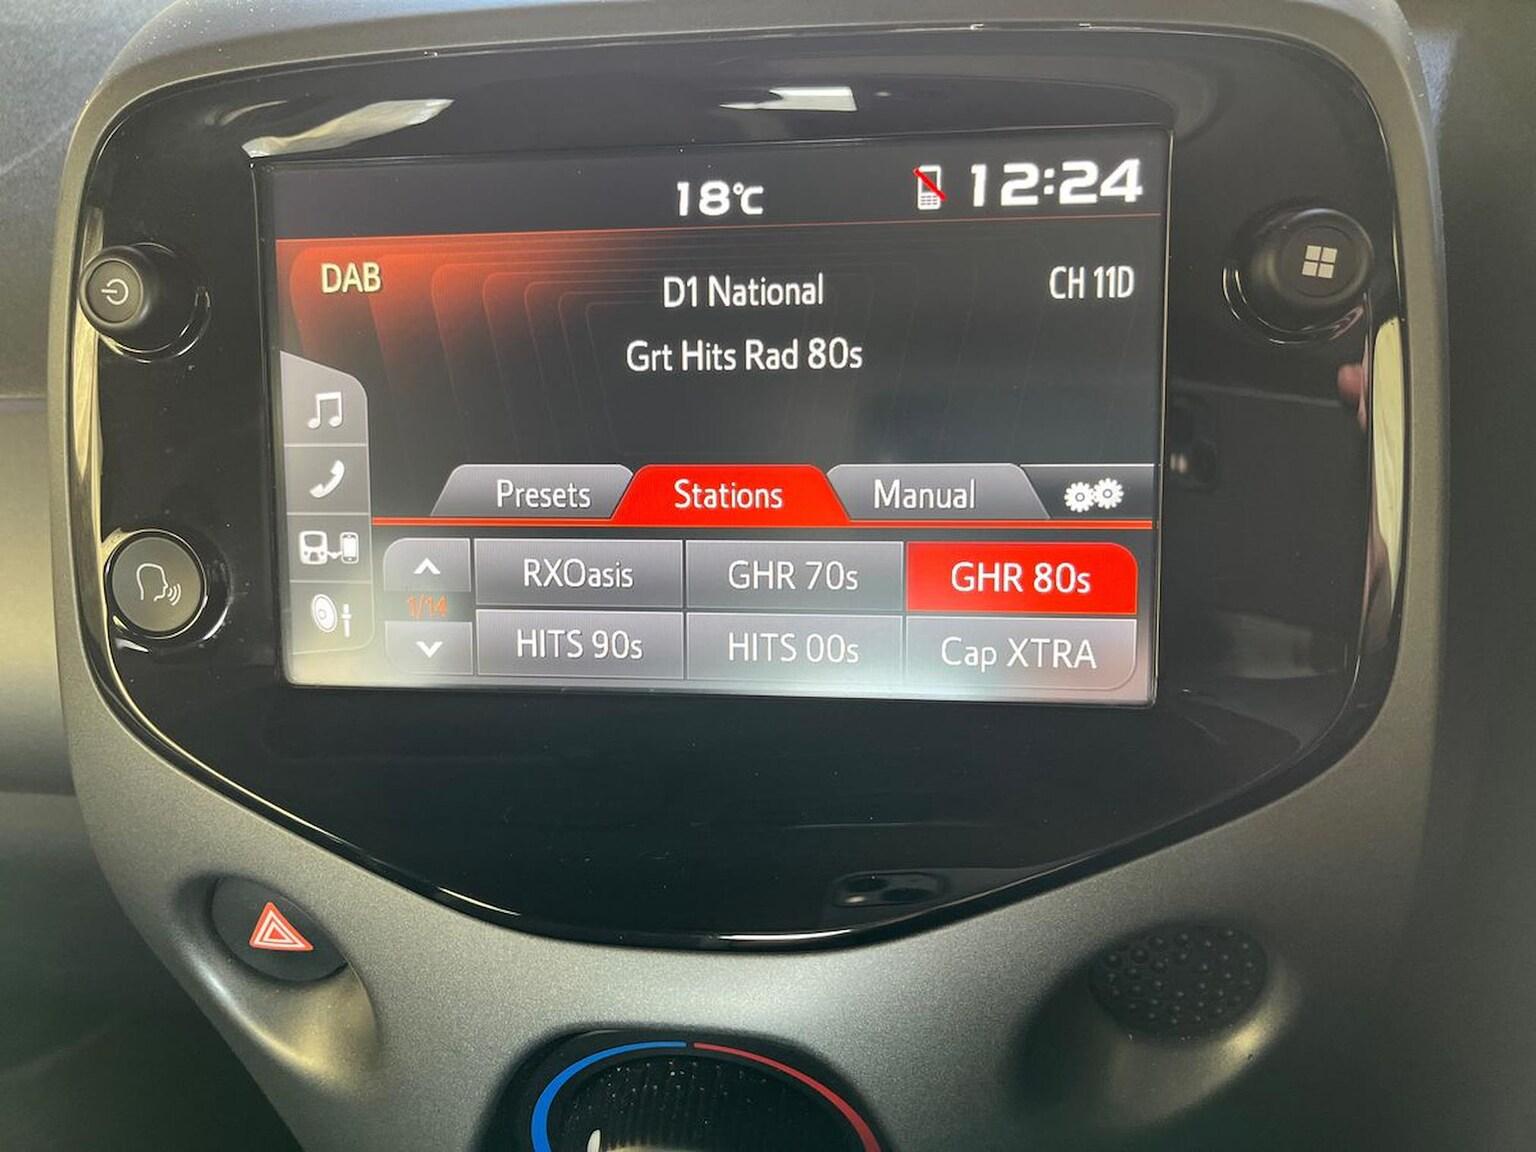 18°C 12:24
DAB D1 National CH 11D
Grt Hits Rad 80s
Presets Stations Manual
RXOasis GHR 70s GHR 80s
1/14
HITS 90s HITS 00s Cap XTRA